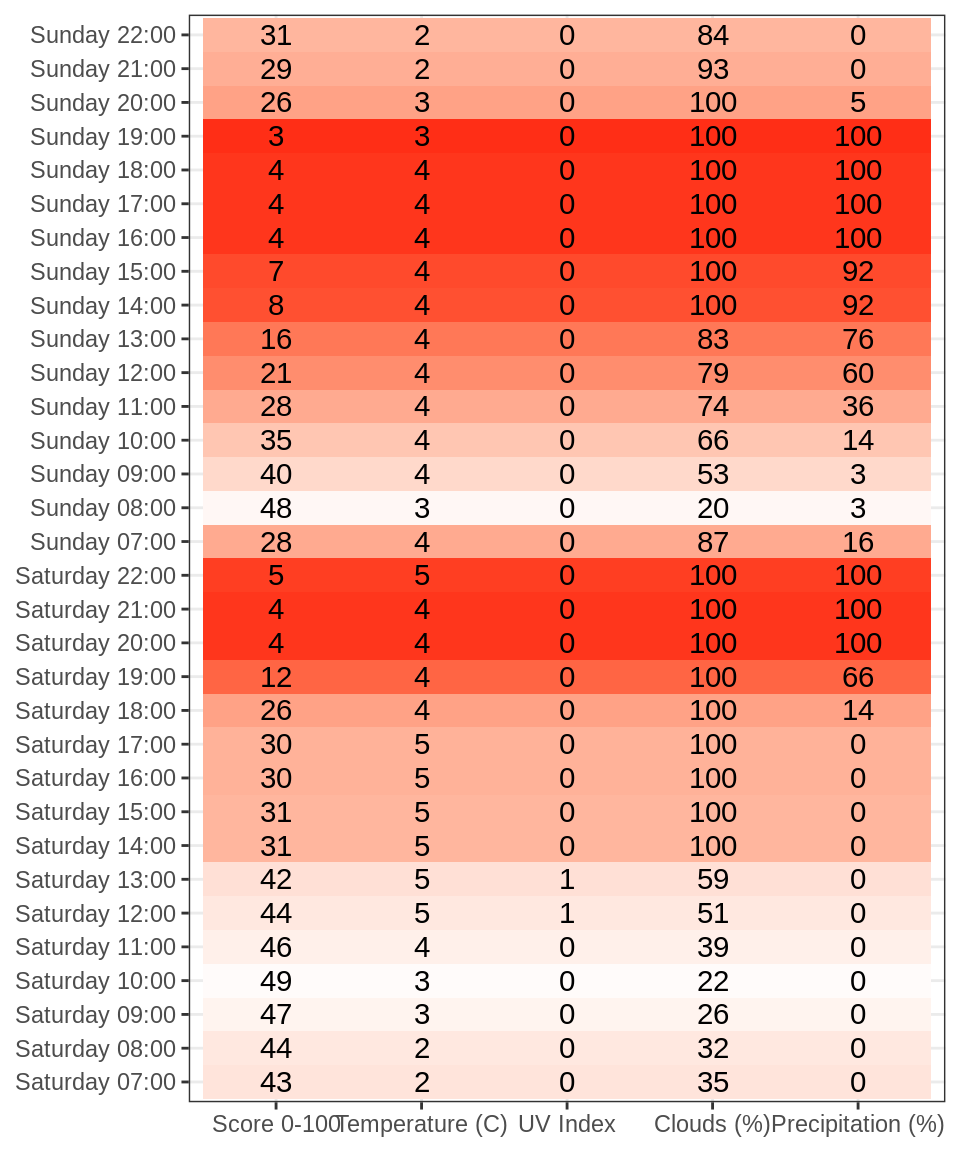 Sunday 22:00 31 2 0 84 0
Sunday 21:00 29 2 0 93 0
Sunday 20:00 26 3 0 100 5
Sunday 19:00 3 3 0 100 100
Sunday 18:00 4 4 0 100 100
Sunday 17:00 4 4 0 100 100
Sunday 16:00 4 4 0 100 100
Sunday 15:00 7 4 0 100 92
Sunday 14:00 8 4 0 100 92
Sunday 13:00 16 4 0 83 76
Sunday 12:00 21 4 0 79 60
Sunday 11:00 28 4 0 74 36
Sunday 10:00 35 4 0 66 14
Sunday 09:00 40 4 0 53 3
Sunday 08:00 48 3 0 20 3
Sunday 07:00 28 4 0 87 16
Saturday 22:00 5 5 0 100 100
Saturday 21:00 4 4 0 100 100
Saturday 20:00 4 4 0 100 100
Saturday 19:00 12 4 0 100 66
Saturday 18:00 26 4 0 100 14
Saturday 17:00 30 5 0 100 0
Saturday 16:00 30 5 0 100 0
Saturday 15:00 31 5 0 100 0
Saturday 14:00 31 5 0 100 0
Saturday 13:00 42 5 1 59 0
Saturday 12:00 44 5 1 51 0
Saturday 11:00 46 4 0 39 0
Saturday 10:00 49 3 0 22 0
Saturday 09:00 47 3 0 26 0
Saturday 08:00 44 2 0 32 0
Saturday 07:00 43 2 0 35 0
Score 0-100 Temperature (C) UV Index Clouds (%) Precipitation (%)